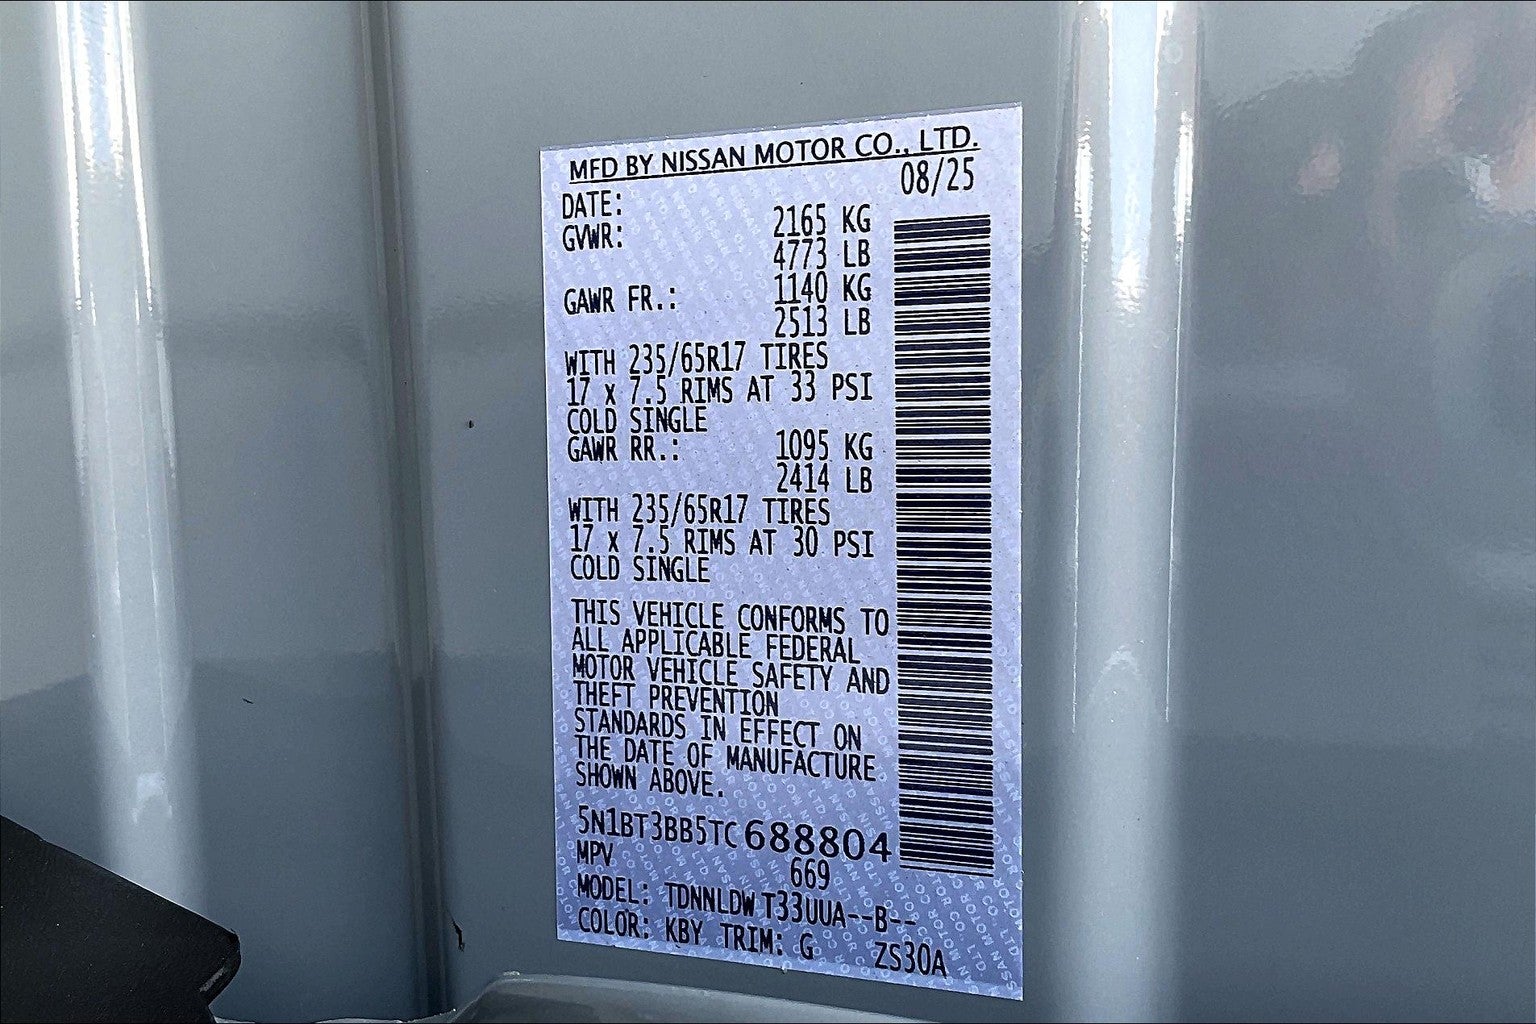 MFD BY NISSAN MOTOR CO., LTD.
DATE: 08/25
GVWR: 2165 KG
4773 LB
GAWR FR.: 1140 KG
2513 LB
WITH 235/65R17 TIRES
17 x 7.5 RIMS AT 33 PSI
COLD SINGLE
GAWR RR.: 1095 KG
2414 LB
WITH 235/65R17 TIRES
17 x 7.5 RIMS AT 30 PSI
COLD SINGLE
THIS VEHICLE CONFORMS TO
ALL APPLICABLE FEDERAL
MOTOR VEHICLE SAFETY AND
THEFT PREVENTION
STANDARDS IN EFFECT ON
THE DATE OF MANUFACTURE
SHOWN ABOVE.
5N1BT3BB5TC688804
MPV 669
MODEL: TDNNLDWT33UUA--B--
COLOR: KBY TRIM: G ZS30A